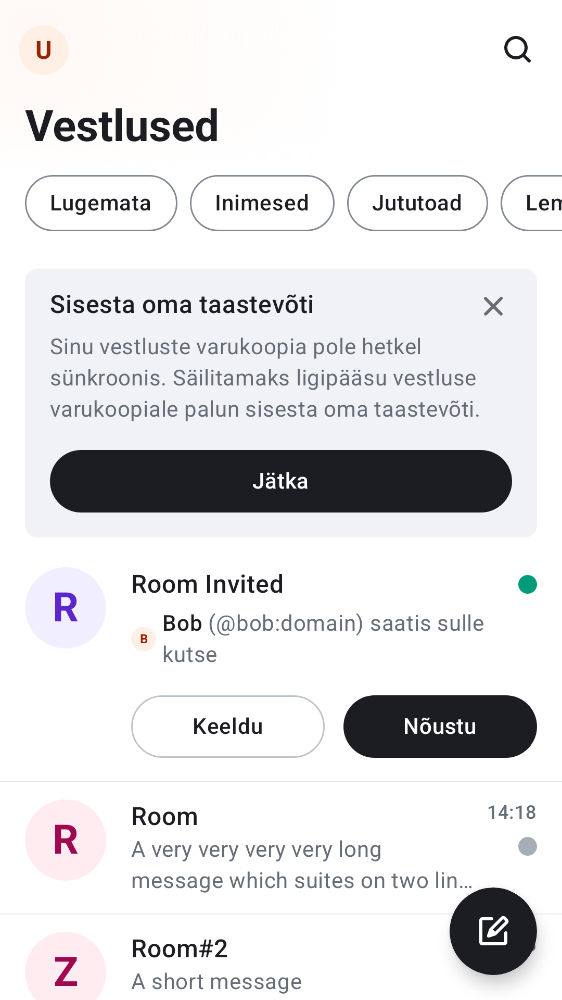 U
Vestlused
Lugemata
Inimesed
Jututoad
Lem
Sisesta oma taastevõti
Sinu vestluste varukoopia pole hetkel
sünkroonis. Säilitamaks ligipääsu vestluse
varukoopiale palun sisesta oma taastevõti.
Jätka
R
Room Invited
B
Bob (@bob:domain) saatis sulle
kutse
Keeldu
Nõustu
R
Room
14:18
A very very very very long
message which suites on two lin…
Z
Room#2
A short message